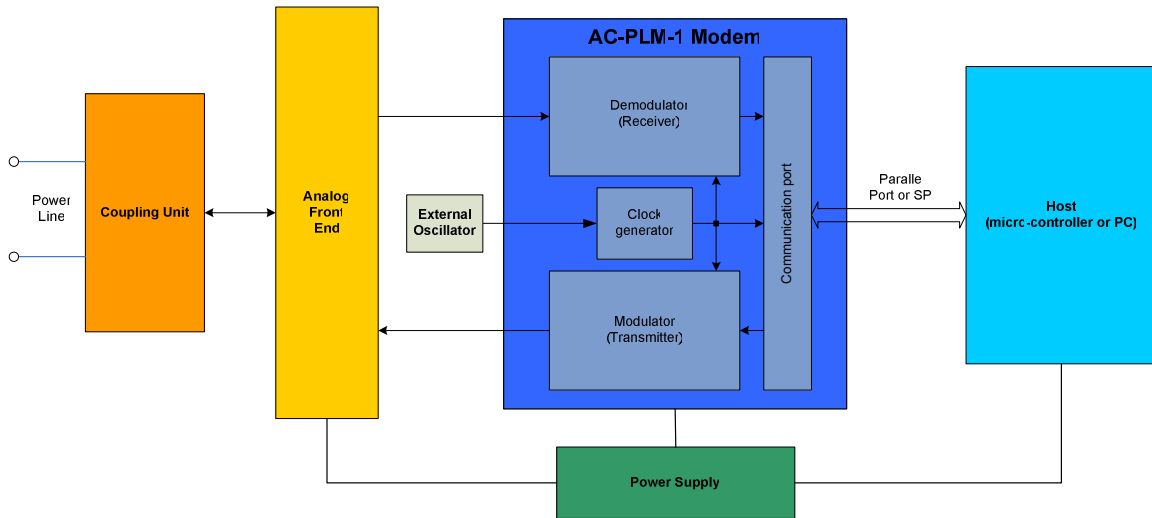 AC-PLM-1 Modem
Demodulator
(Receiver)
Power
Line
Coupling Unit
Analog
Front
End
External
Oscillator
Clock
generator
Communication port
Paralle
Port or SP
Host
(micrc-controller or PC)
Modulator
(Transmitter)
Power Supply